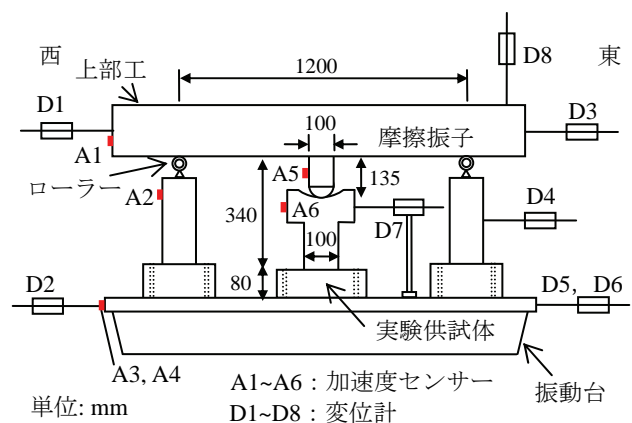 西
上部工
1200
D8
東
D1
100
摩擦振子
D3
A1
ローラー
A2
A5
135
A6
D4
340
D7
100
80
D2
D5, D6
実験供試体
A3, A4
振動台
単位: mm
A1~A6：加速度センサー
D1~D8：変位計